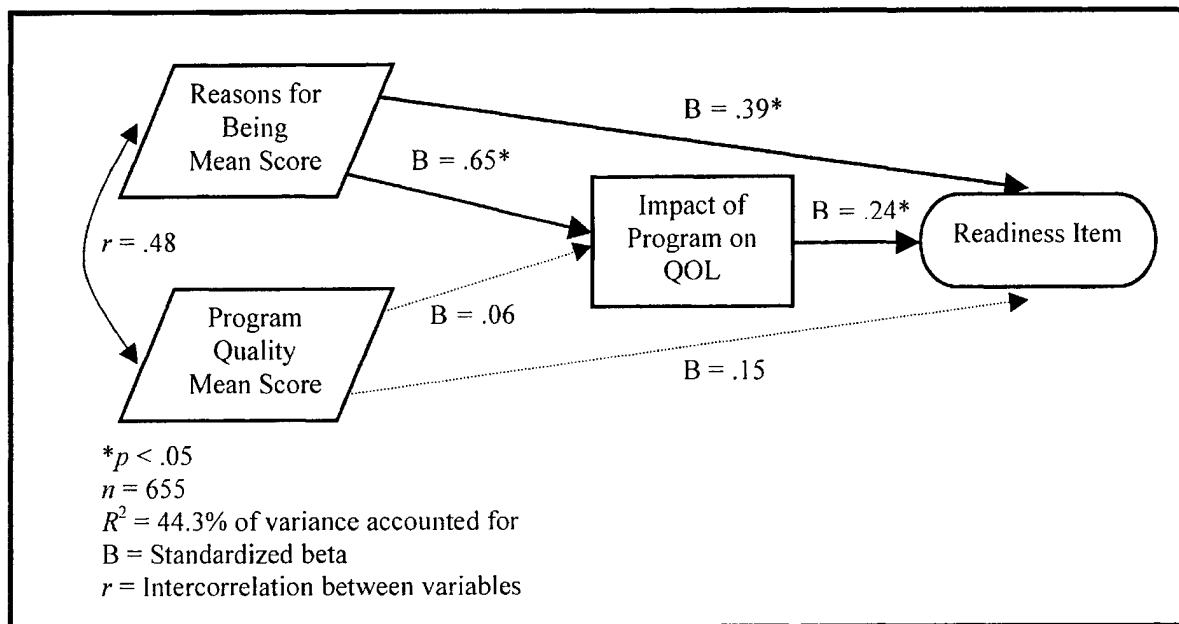 Reasons for
Being
Mean Score
B = .39*
B = .65*
Impact of
Program on
QOL
B = .24*
Readiness Item
r = .48
Program
Quality
Mean Score
B = .06
B = .15
*p < .05
n = 655
R² = 44.3% of variance accounted for
B = Standardized beta
r = Intercorrelation between variables